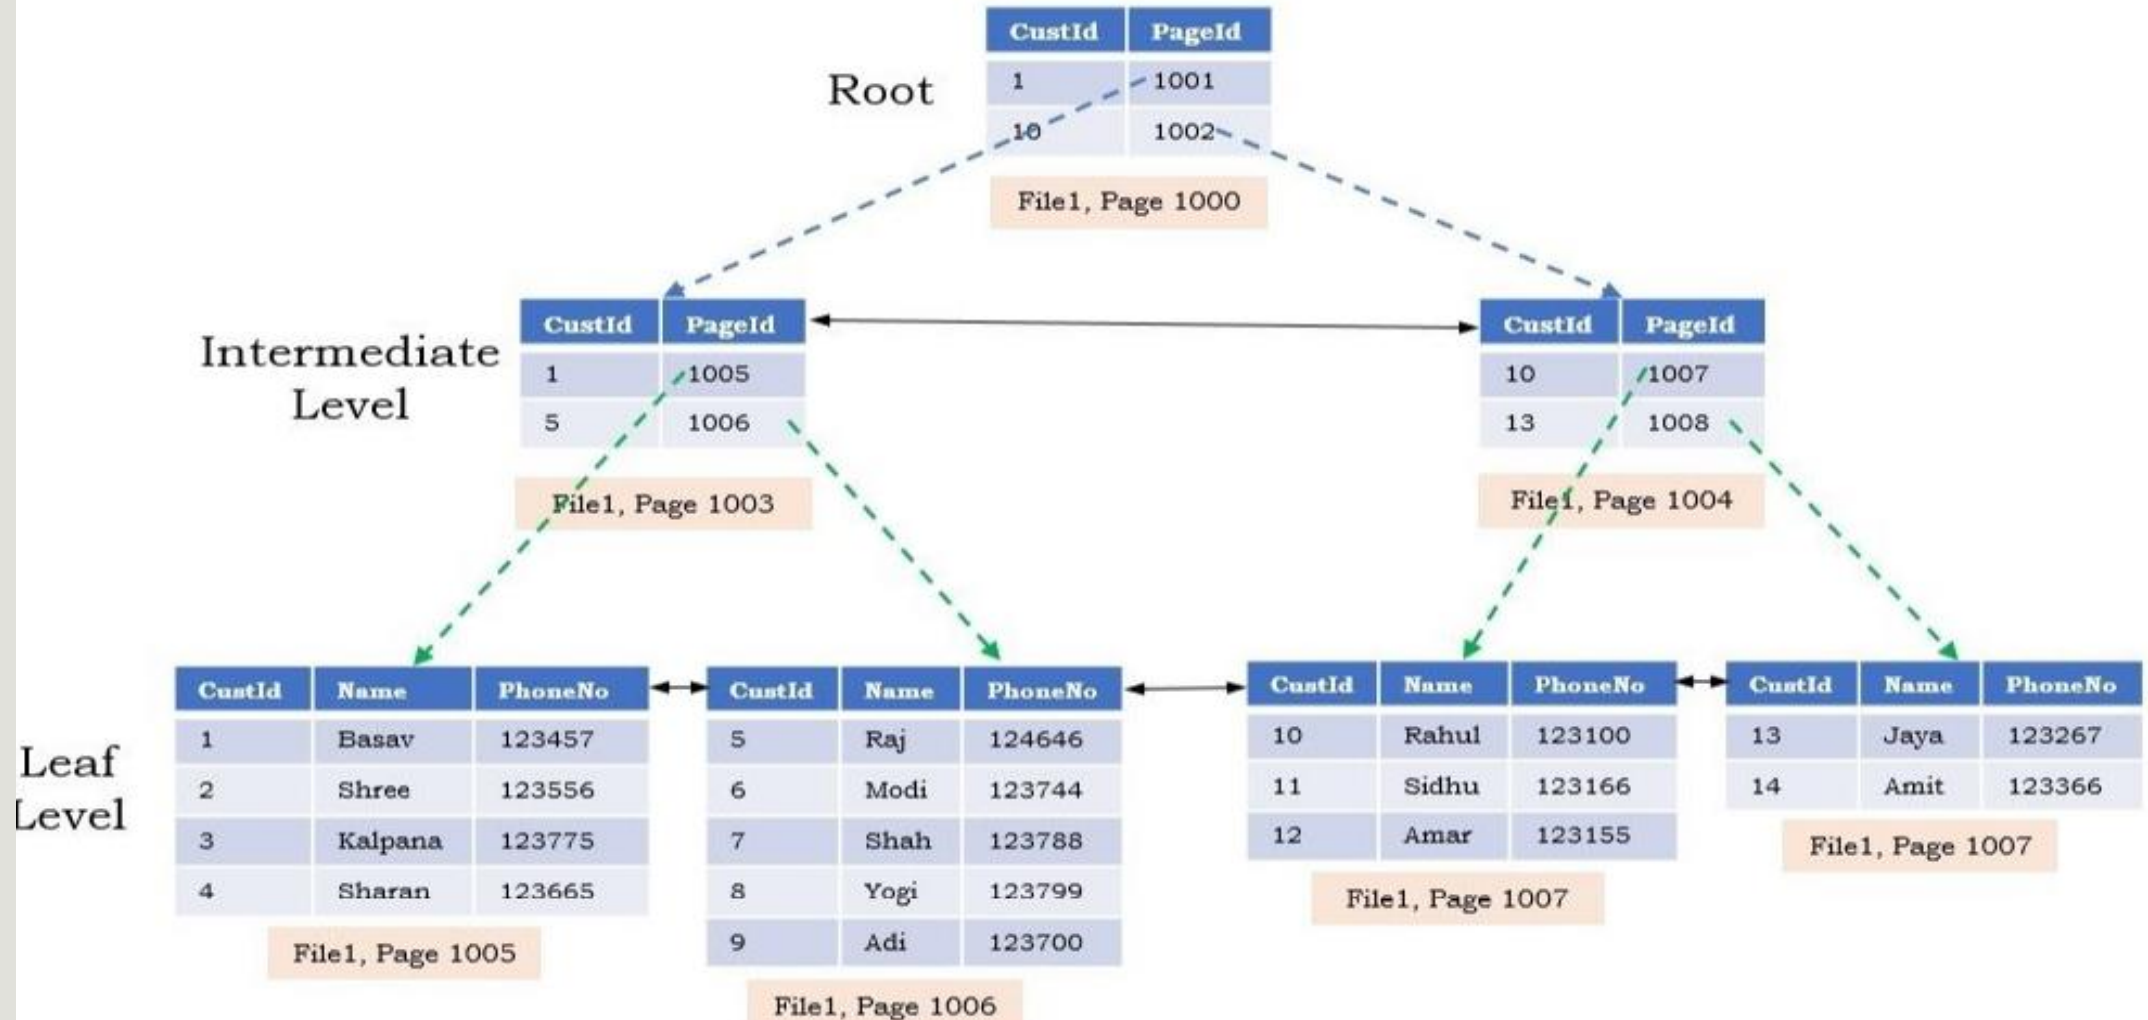 CustId PageId
1 1001
10 1002
Root
File1, Page 1000
Intermediate
Level
CustId PageId
1 1005
5 1006
File1, Page 1003
CustId PageId
10 1007
13 1008
File1, Page 1004
Leaf
Level
CustId Name PhoneNo
1 Basav 123457
2 Shree 123556
3 Kalpana 123775
4 Sharan 123665
File1, Page 1005
CustId Name PhoneNo
5 Raj 124646
6 Modi 123744
7 Shah 123788
8 Yogi 123799
9 Adi 123700
File1, Page 1006
CustId Name PhoneNo
10 Rahul 123100
11 Sidhu 123166
12 Amar 123155
File1, Page 1007
CustId Name PhoneNo
13 Jaya 123267
14 Amit 123366
File1, Page 1007